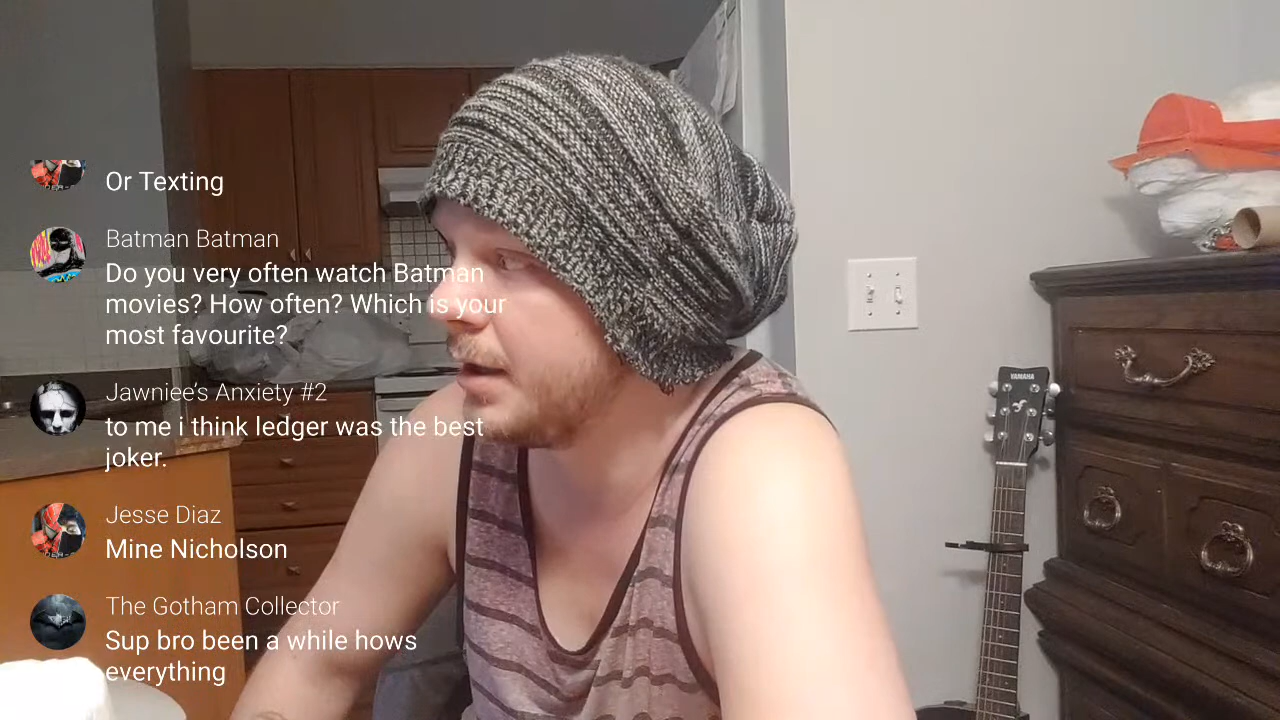 Or Texting
Batman Batman
Do you very often watch Batman
movies? How often? Which is your
most favourite?
Jawniee's Anxiety #2
to me i think ledger was the best
joker.
Jesse Diaz
Mine Nicholson
The Gotham Collector
Sup bro been a while hows
everything
YAMAHA